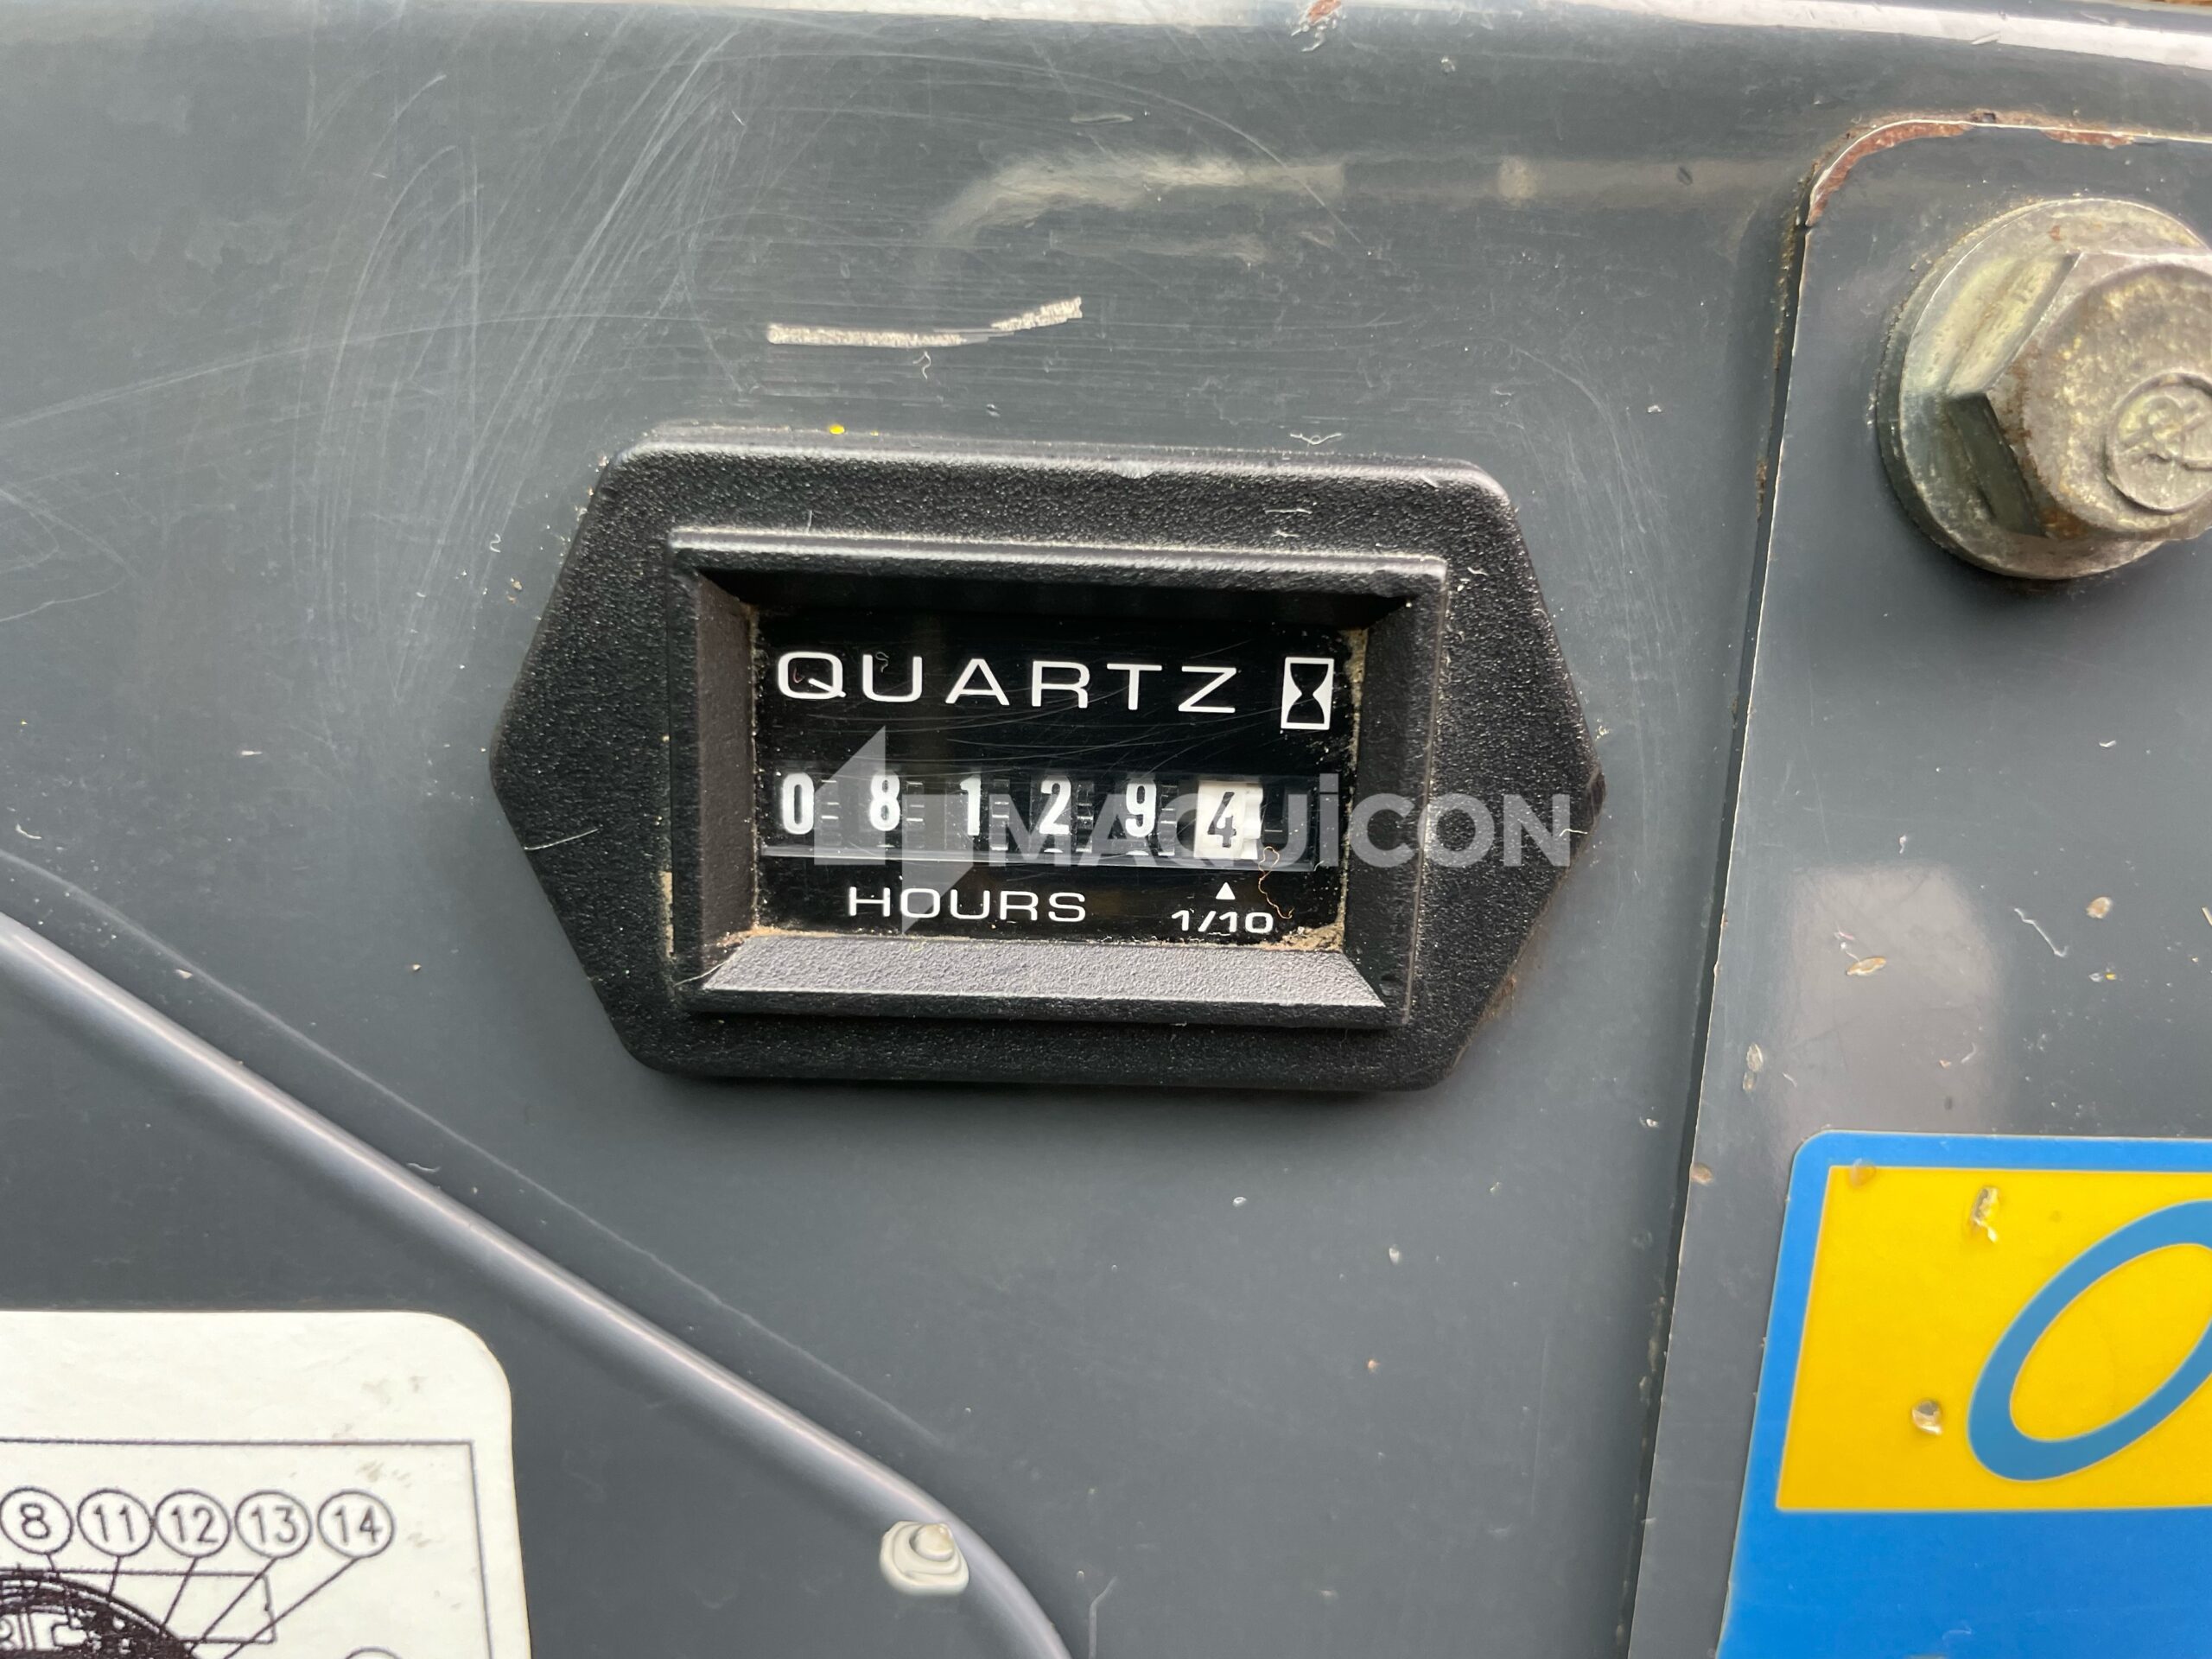 QUARTZ
081294
MAQUiCON
HOURS 1/10
8 11 12 13 14